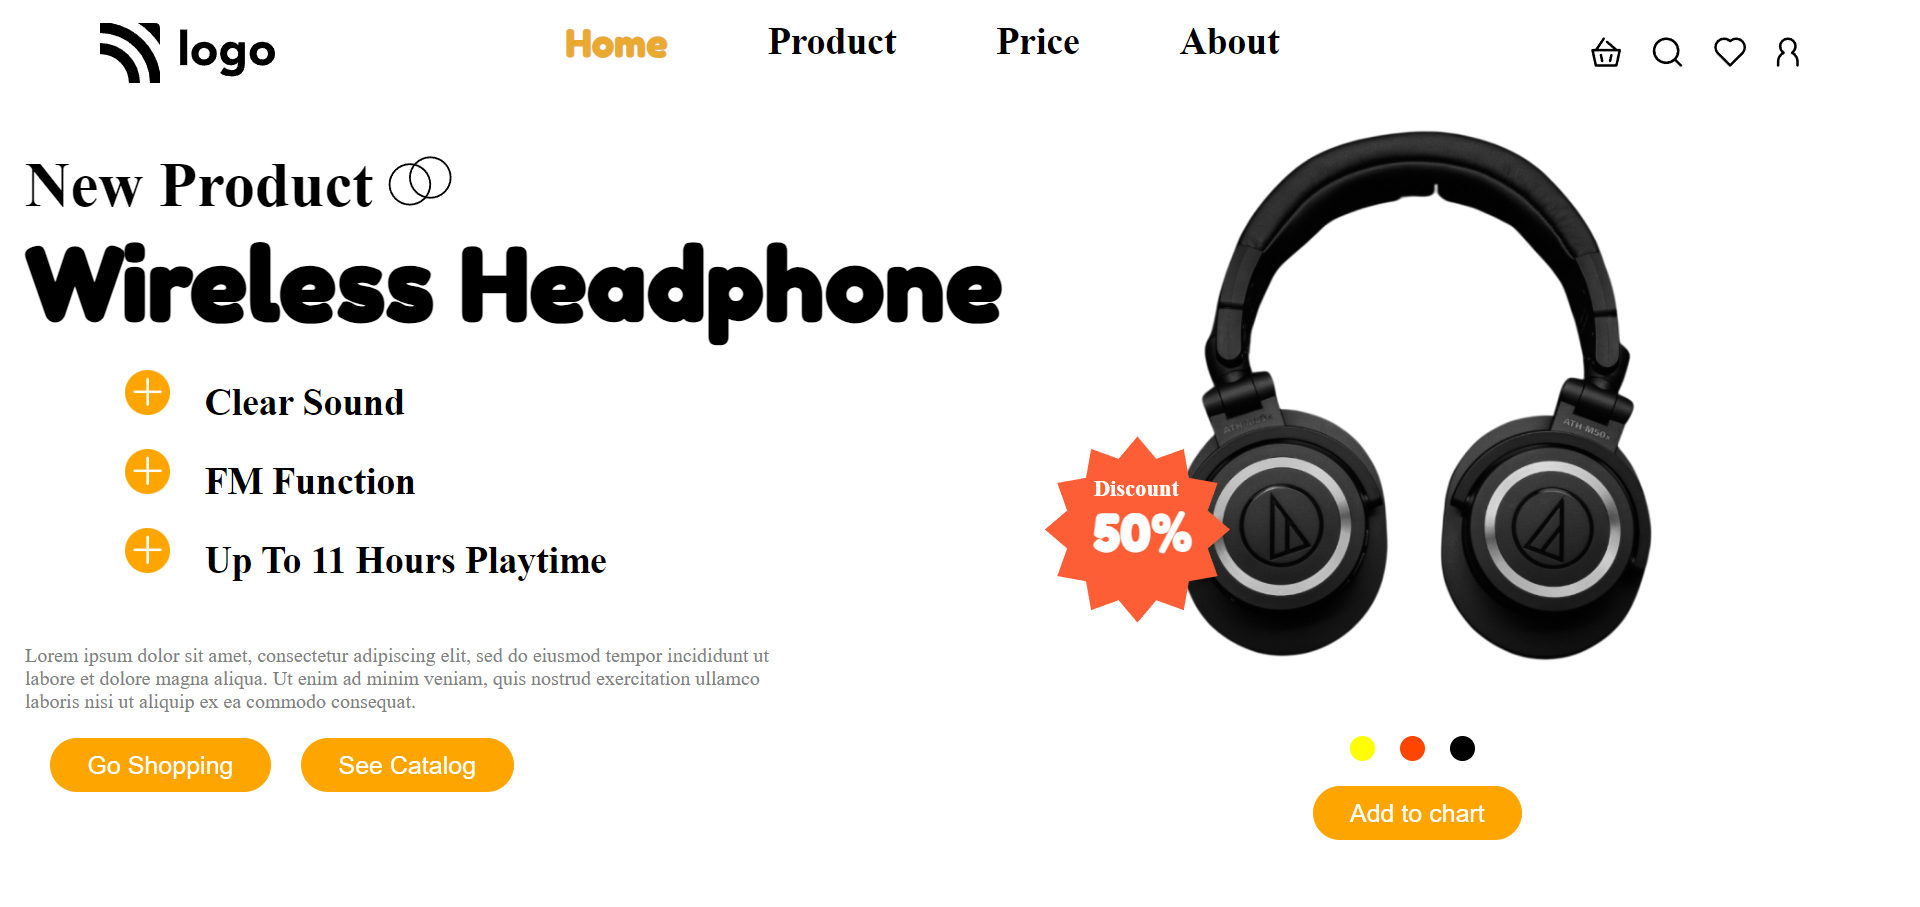 logo
Home
Product
Price
About
New Product
Wireless Headphone
Clear Sound
FM Function
Up To 11 Hours Playtime
Lorem ipsum dolor sit amet, consectetur adipiscing elit, sed do eiusmod tempor incididunt ut
labore et dolore magna aliqua. Ut enim ad minim veniam, quis nostrud exercitation ullamco
laboris nisi ut aliquip ex ea commodo consequat.
Go Shopping
See Catalog
ATH-M50x
ATH-M50x
Discount
50%
Add to chart